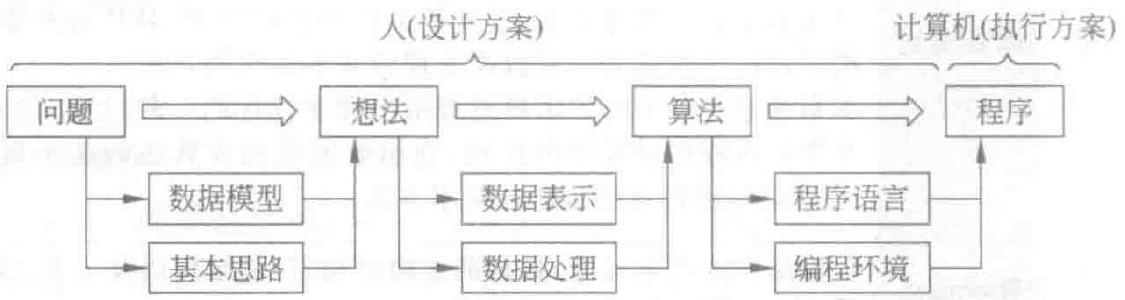 人(设计方案) 计算机(执行方案)
问题 想法 算法 程序
数据模型 数据表示 程序语言
基本思路 数据处理 编程环境